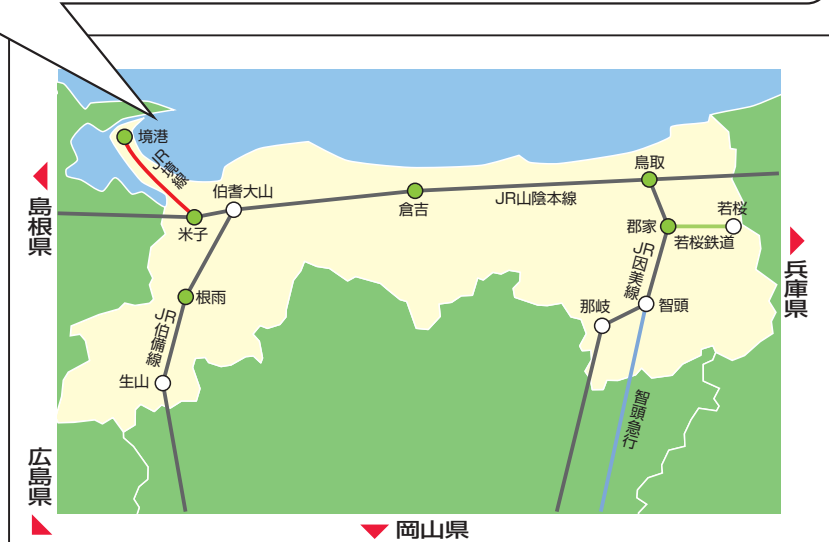 境港
JR境線
鳥取
伯耆大山
倉吉
JR山陰本線
若桜
島根県
米子
郡家
若桜鉄道
兵庫県
JR因美線
根雨
那岐
智頭
JR伯備線
生山
智頭急行
広島県
岡山県